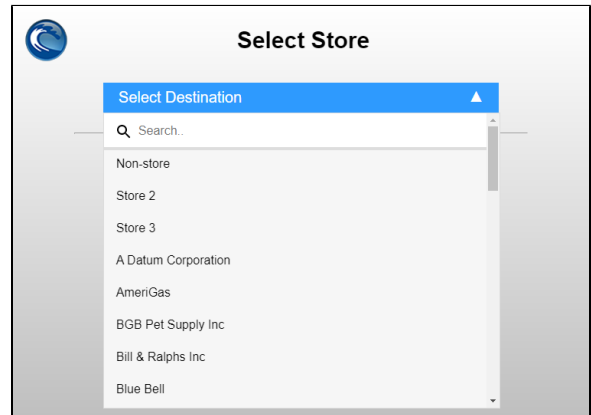 Select Store
Select Destination
Search..
Non-store
Store 2
Store 3
A Datum Corporation
AmeriGas
BGB Pet Supply Inc
Bill & Ralphs Inc
Blue Bell